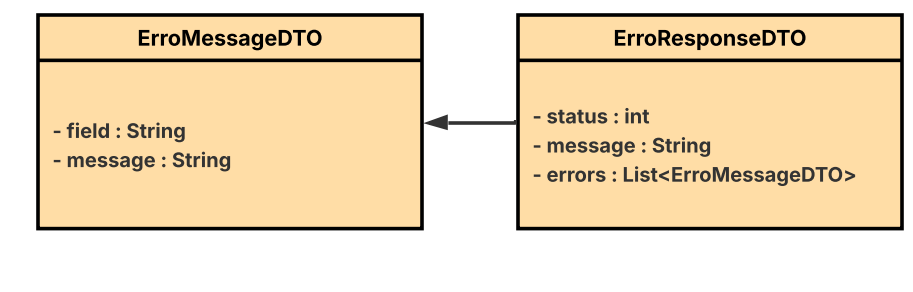 ErroMessageDTO
- field : String
- message : String
ErroResponseDTO
- status : int
- message : String
- errors : List<ErroMessageDTO>